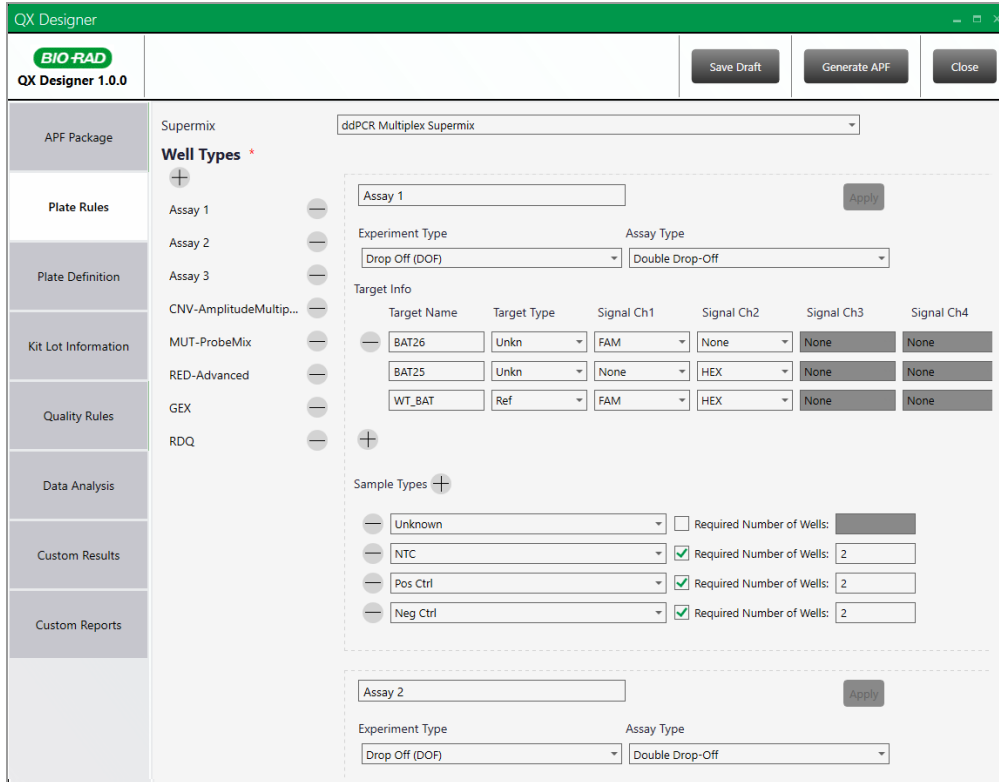 QX Designer
BIO-RAD
QX Designer 1.0.0
Save Draft
Generate APF
Close
APF Package
Plate Rules
Plate Definition
Kit Lot Information
Quality Rules
Data Analysis
Custom Results
Custom Reports
Supermix ddPCR Multiplex Supermix
Well Types *
Assay 1
Assay 2
Assay 3
CNV-AmplitudeMultip...
MUT-ProbeMix
RED-Advanced
GEX
RDQ
Assay 1 Apply
Experiment Type Assay Type
Drop Off (DOF) Double Drop-Off
Target Info
Target Name Target Type Signal Ch1 Signal Ch2 Signal Ch3 Signal Ch4
BAT26 Unkn FAM None None None
BAT25 Unkn None HEX None None
WT_BAT Ref FAM HEX None None
Sample Types
Unknown Required Number of Wells:
NTC Required Number of Wells: 2
Pos Ctrl Required Number of Wells: 2
Neg Ctrl Required Number of Wells: 2
Assay 2 Apply
Experiment Type Assay Type
Drop Off (DOF) Double Drop-Off